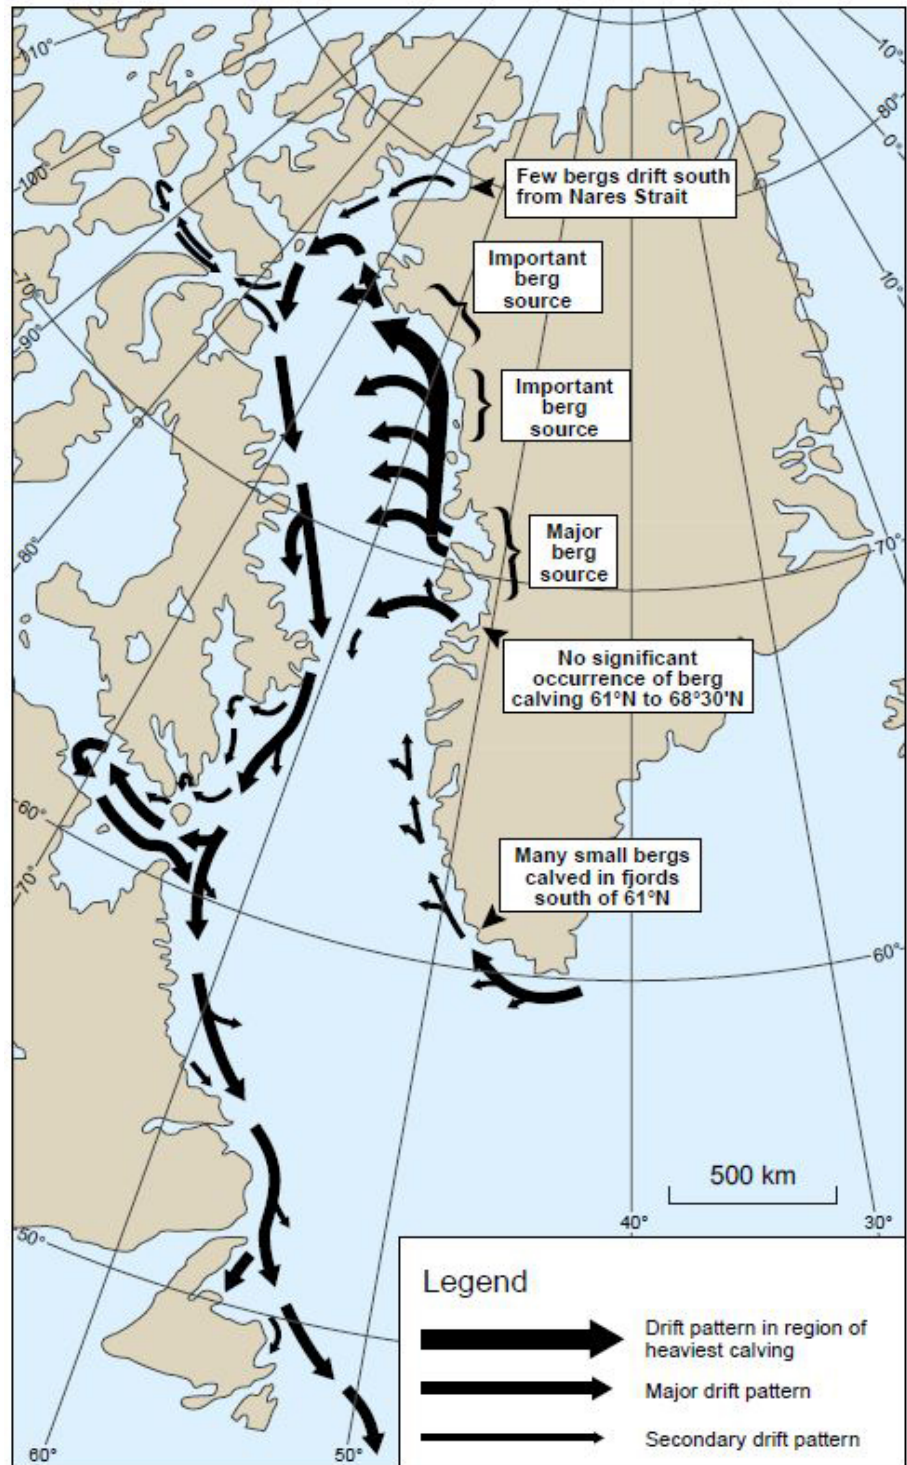 110°
10°
80°
0°
100°
Few bergs drift south
from Nares Strait
Important
berg
source
10°
70°
90°
Important
berg
source
80°
Major
berg
source
70°
No significant
occurrence of berg
calving 61°N to 68°30'N
60°
70°
Many small bergs
calved in fjords
south of 61°N
60°
500 km
40°
30°
50°
Legend
Drift pattern in region of
heaviest calving
Major drift pattern
Secondary drift pattern
60°
50°